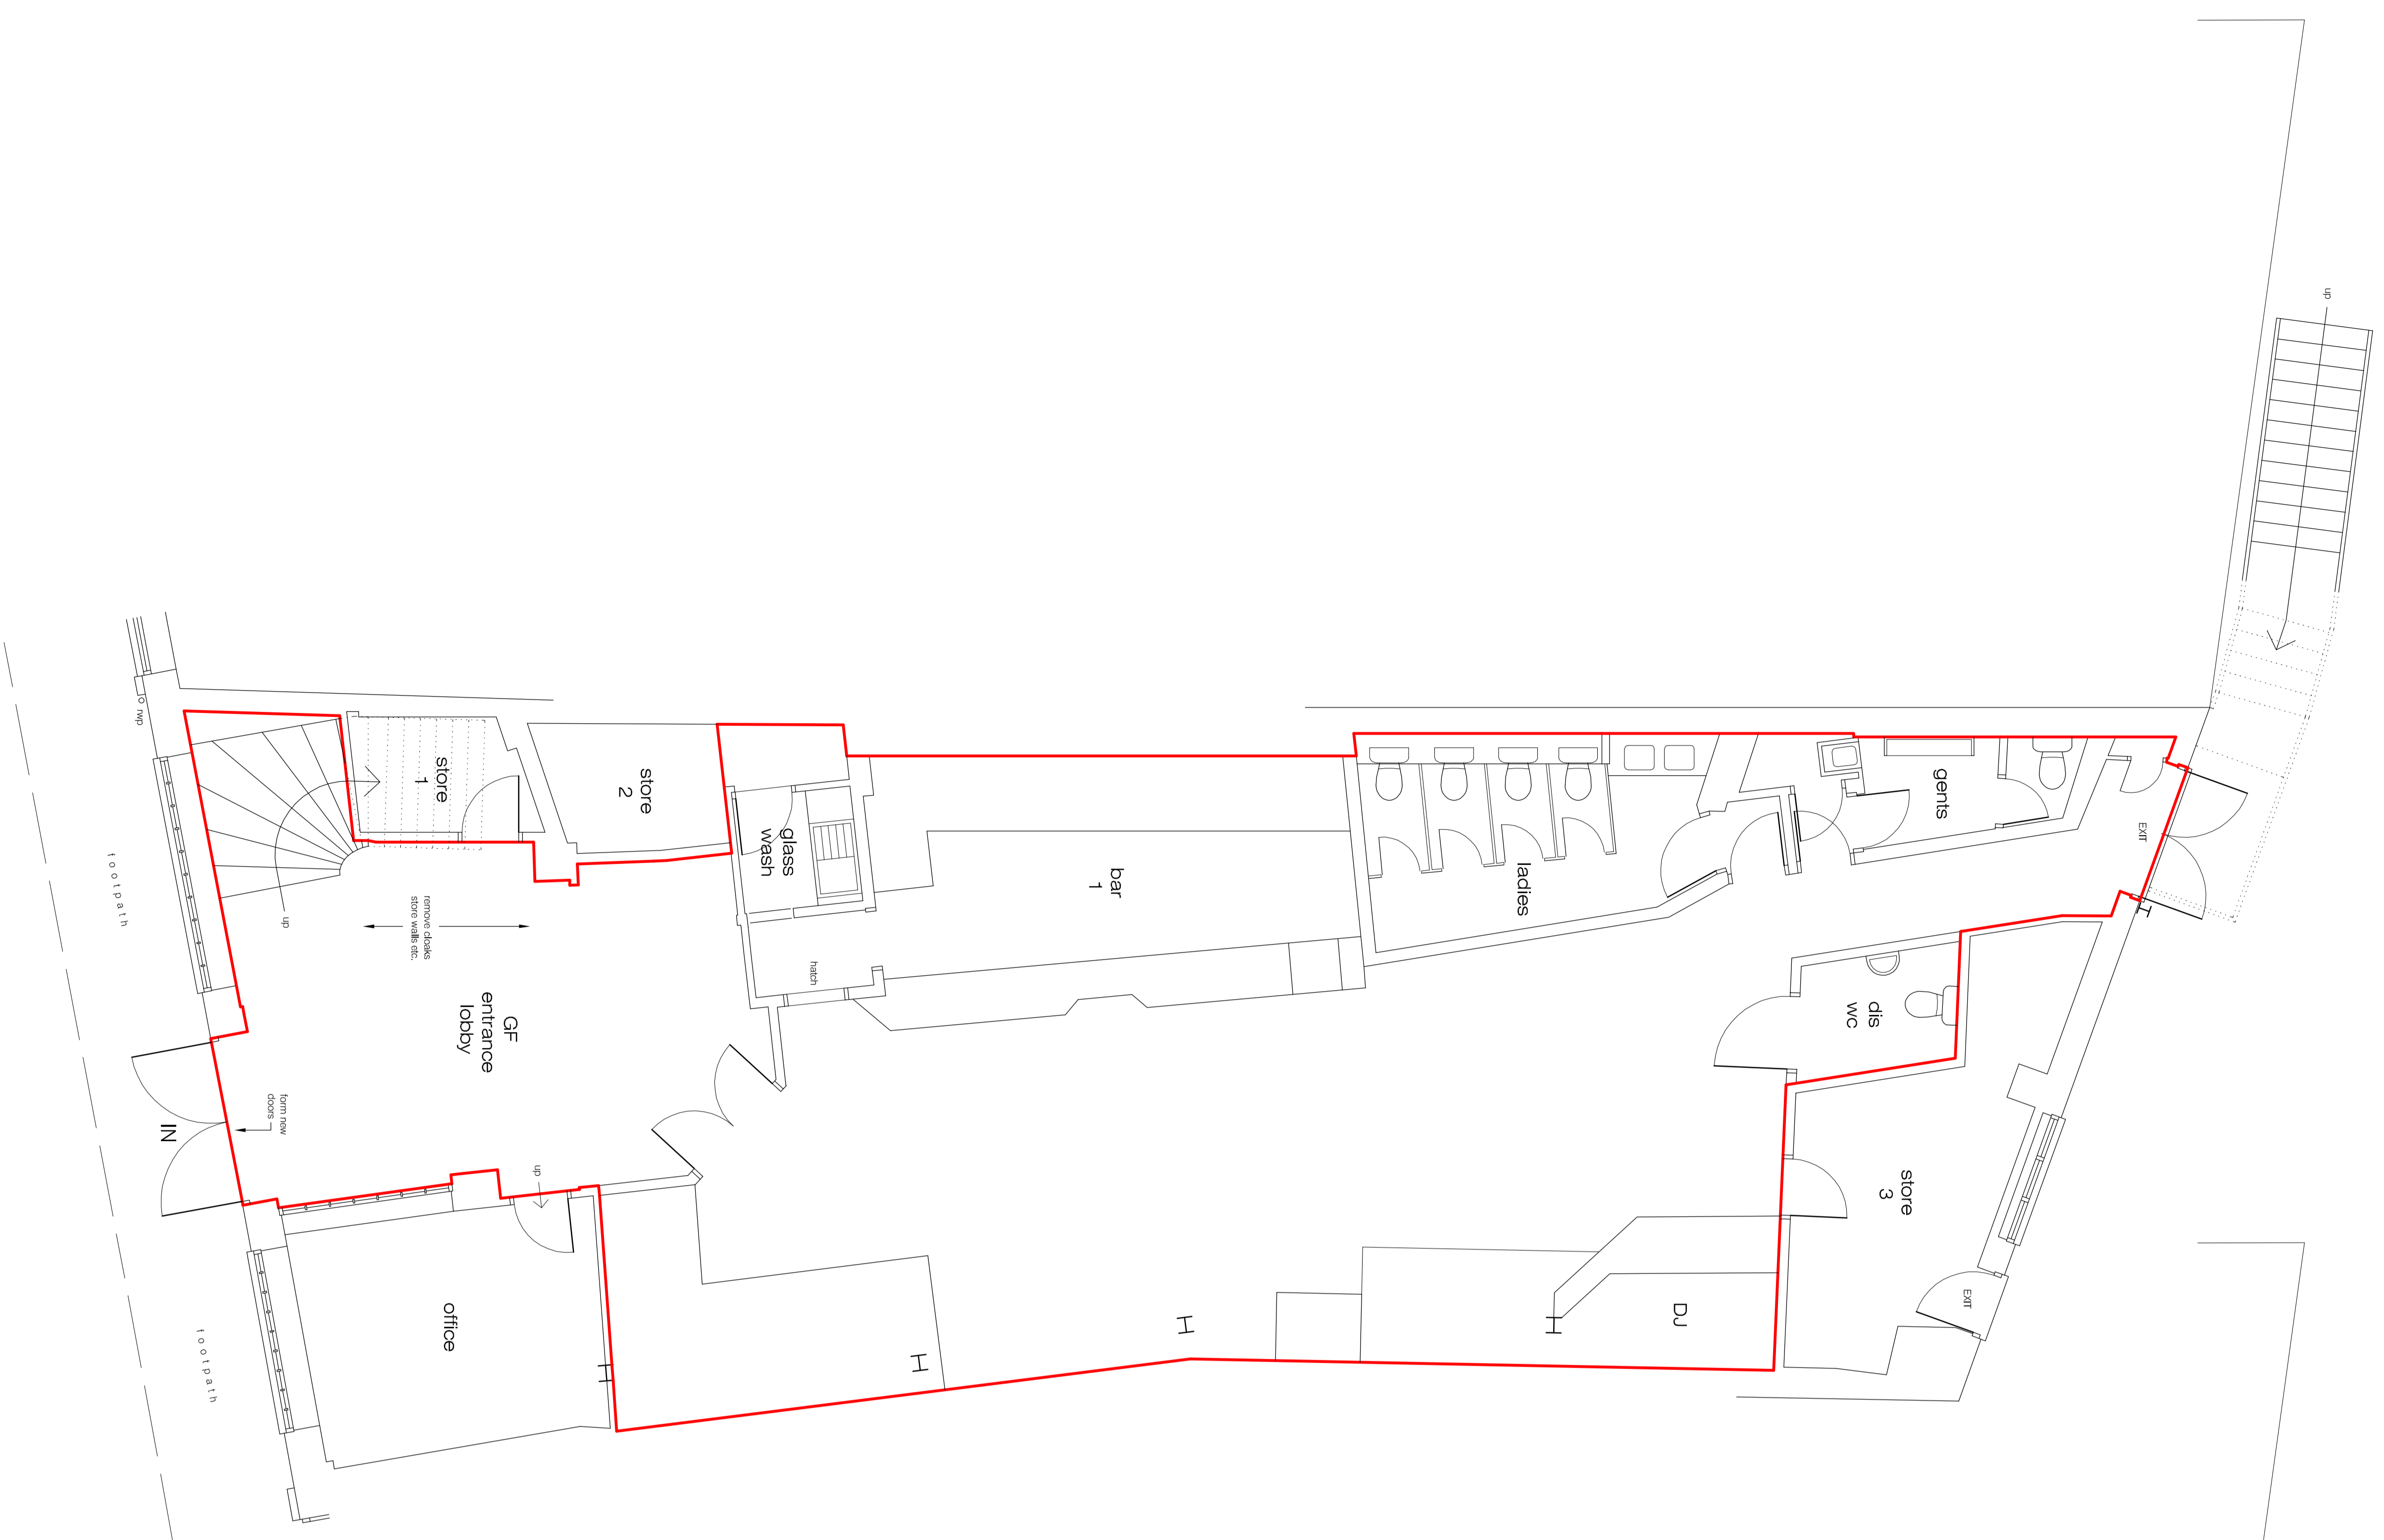 up
rwp
store
1
store
2
glass
wash
bar
1
ladies
gents
EXIT
footpath
up
remove cloaks
store walls etc.
hatch
GF
entrance
lobby
dis
wc
form new
doors
IN
up
store
3
office
DJ
EXIT
footpath